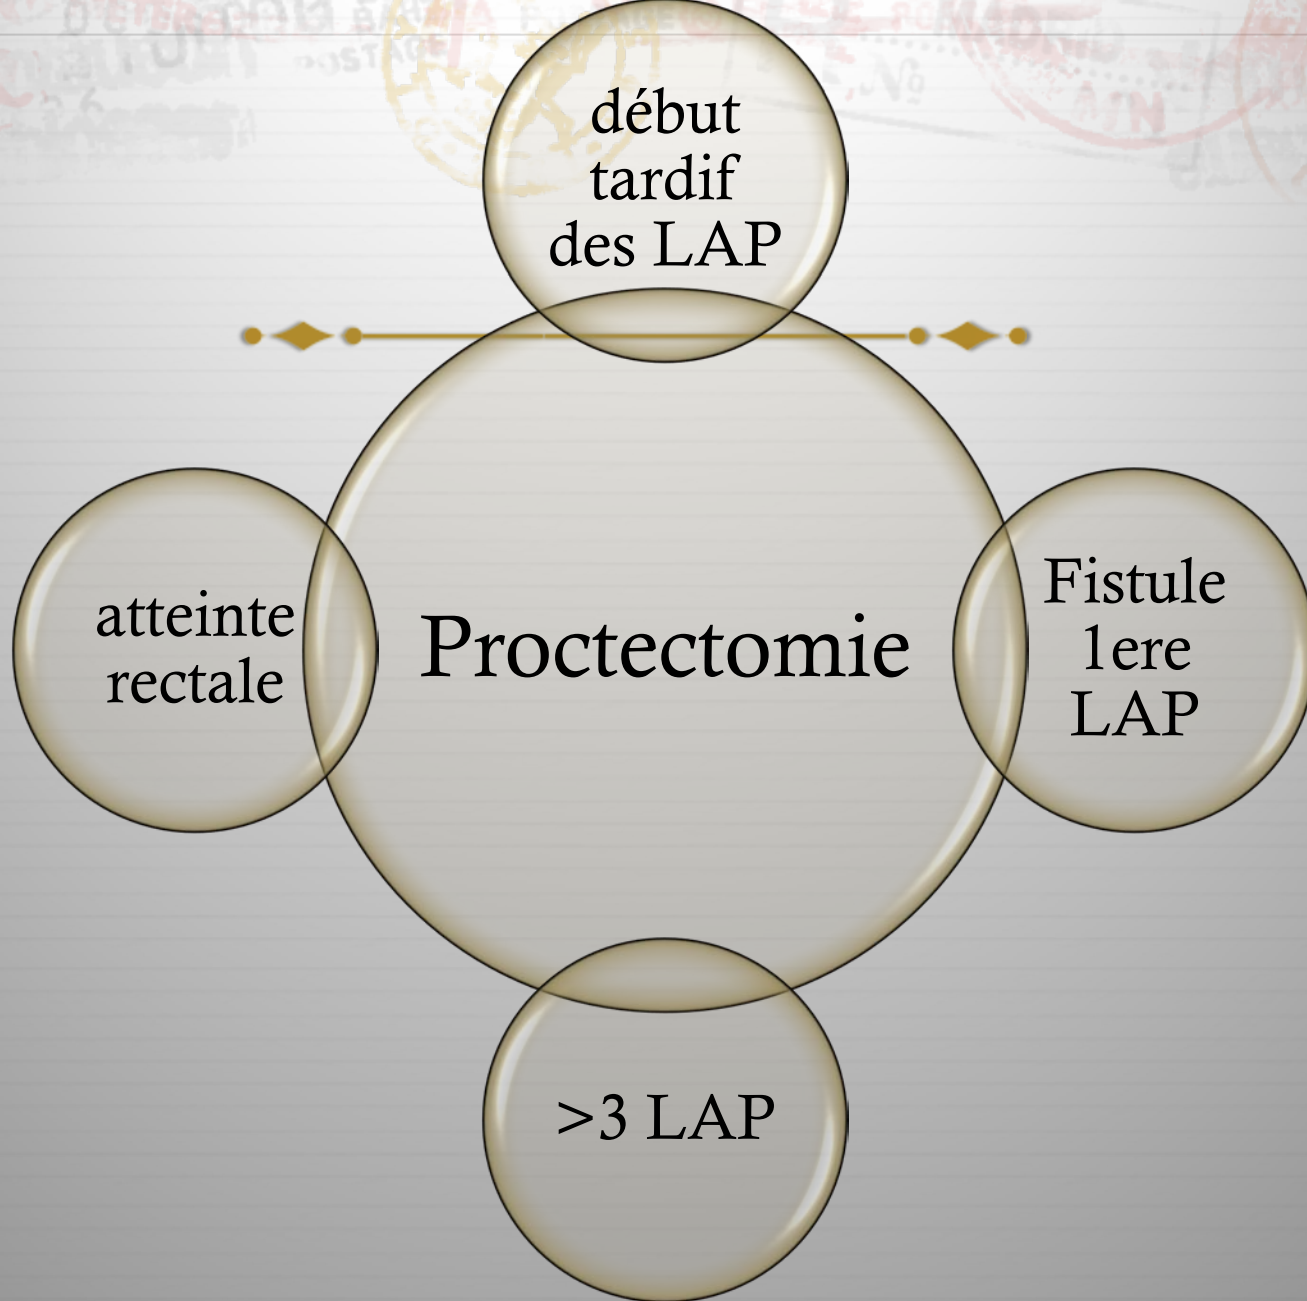 début
tardif
des LAP
atteinte
rectale
Proctectomie
Fistule
1ere
LAP
>3 LAP